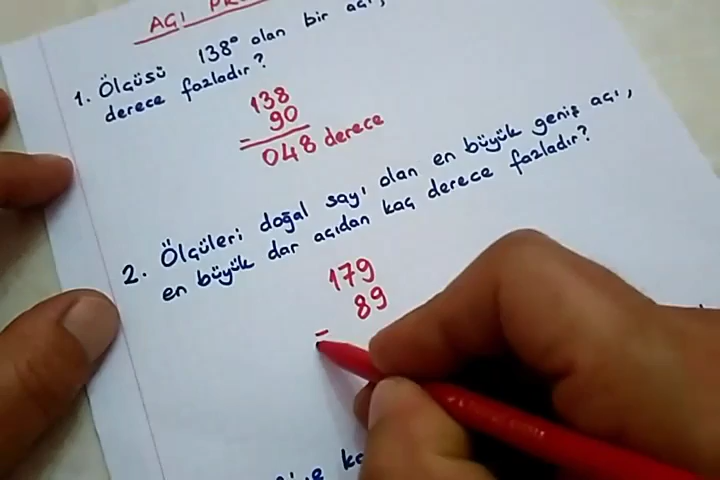 AÇI
1. Ölçüsü 138° olan bir açı,
derece fazladır?
138
90
-
048 derece
2. Ölçüleri doğal sayı olan en büyük geniş açı,
en büyük dar açıdan kaç derece fazladır?
179
89
-